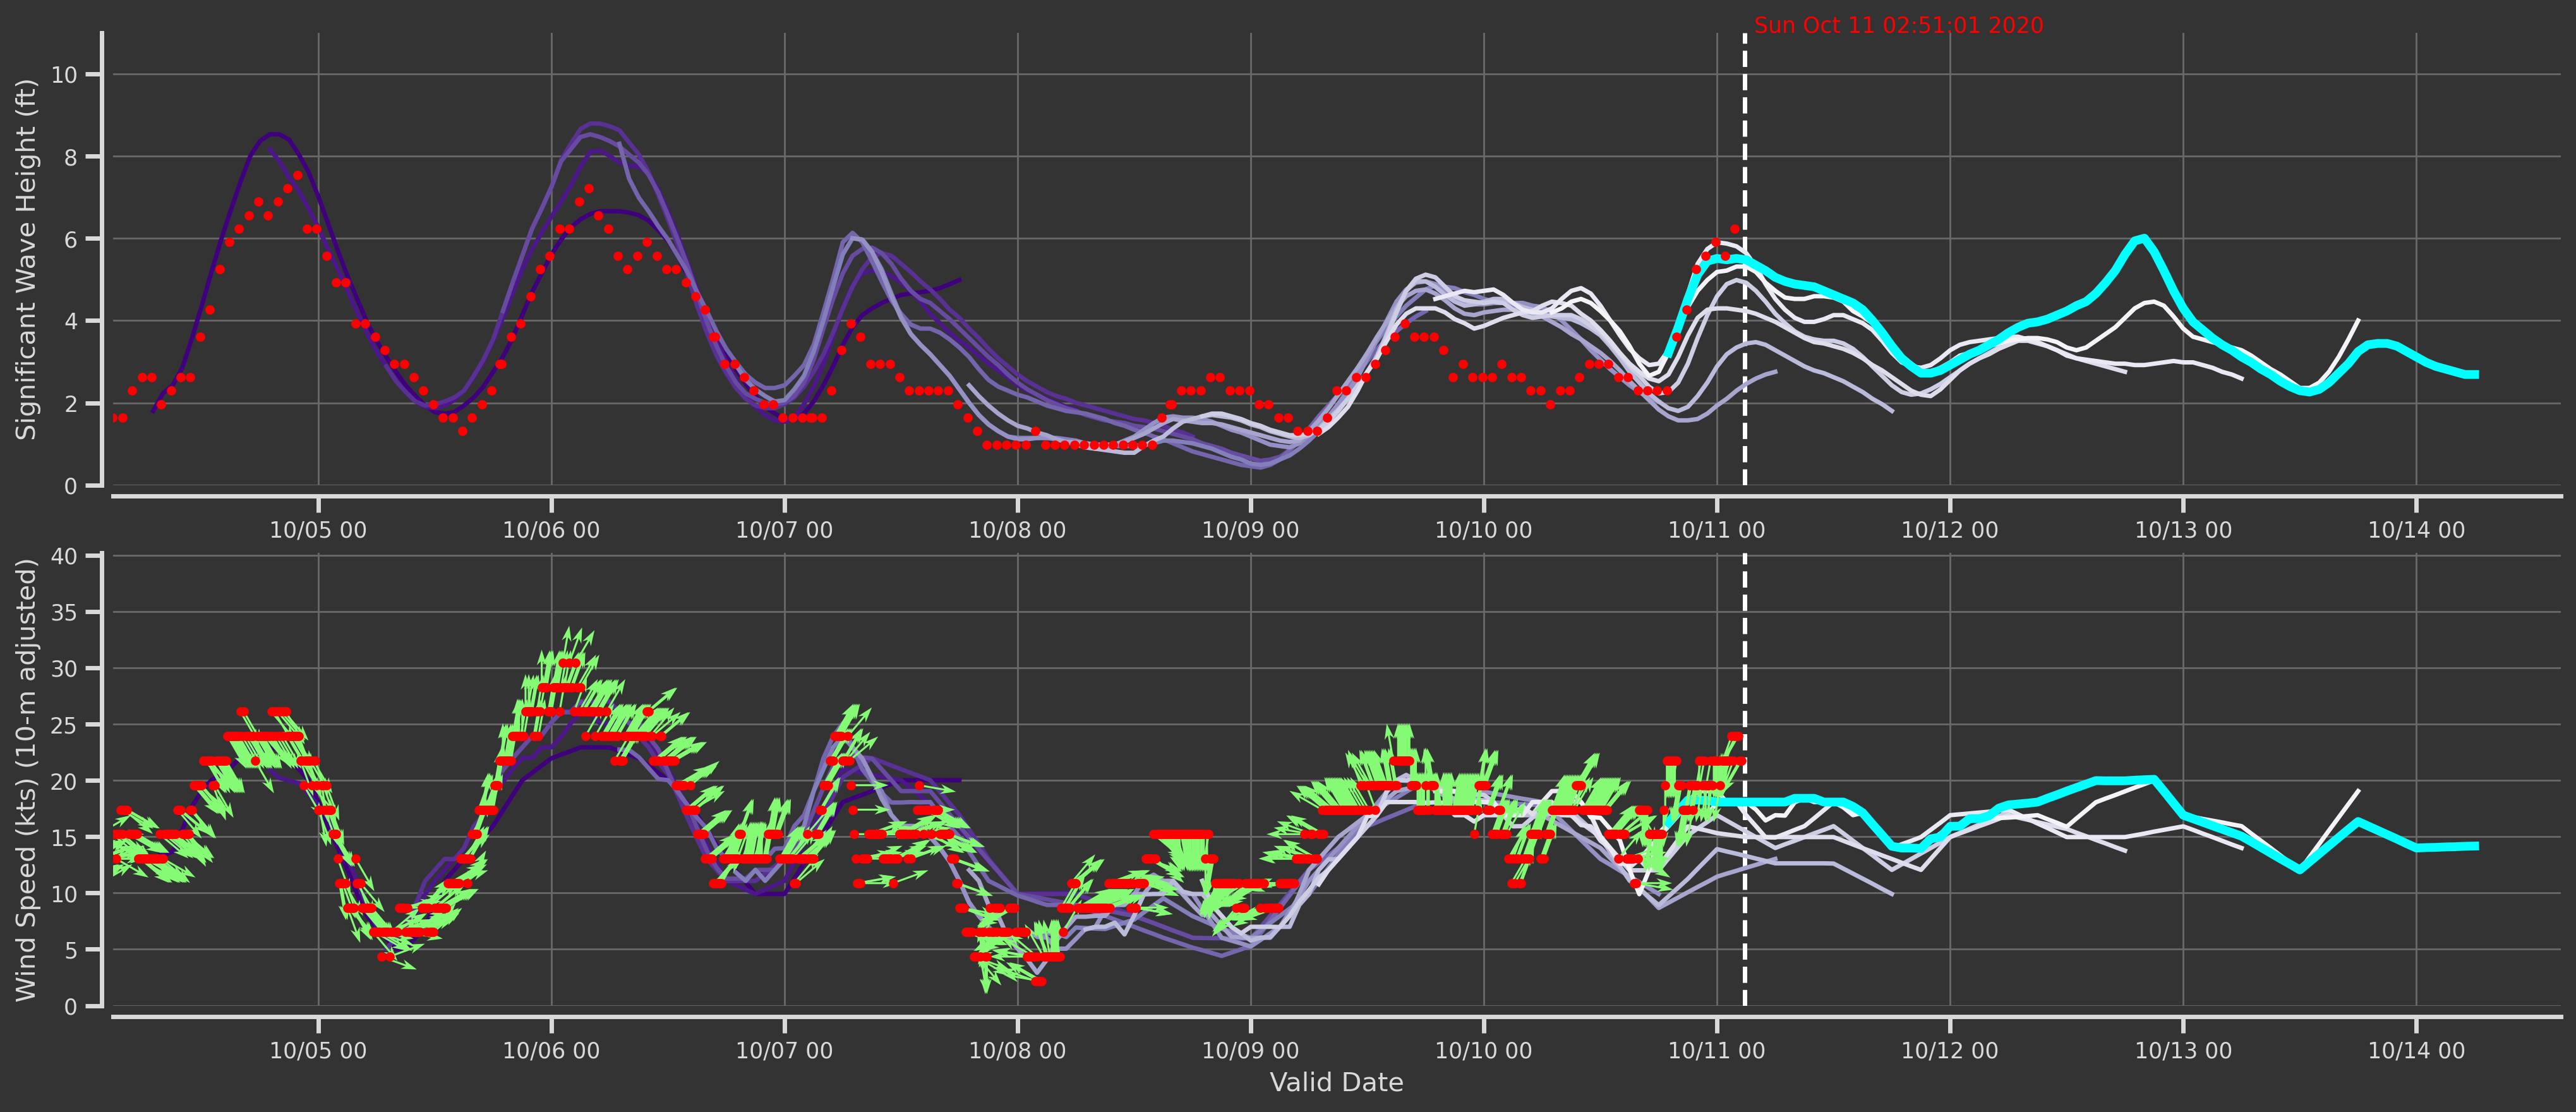 Sun Oct 11 02:51:01 2020
Significant Wave Height (ft)
10
8
6
4
2
0
10/05 00 10/06 00 10/07 00 10/08 00 10/09 00 10/10 00 10/11 00 10/12 00 10/13 00 10/14 00
Wind Speed (kts) (10-m adjusted)
40
35
30
25
20
15
10
5
0
10/05 00 10/06 00 10/07 00 10/08 00 10/09 00 10/10 00 10/11 00 10/12 00 10/13 00 10/14 00
Valid Date